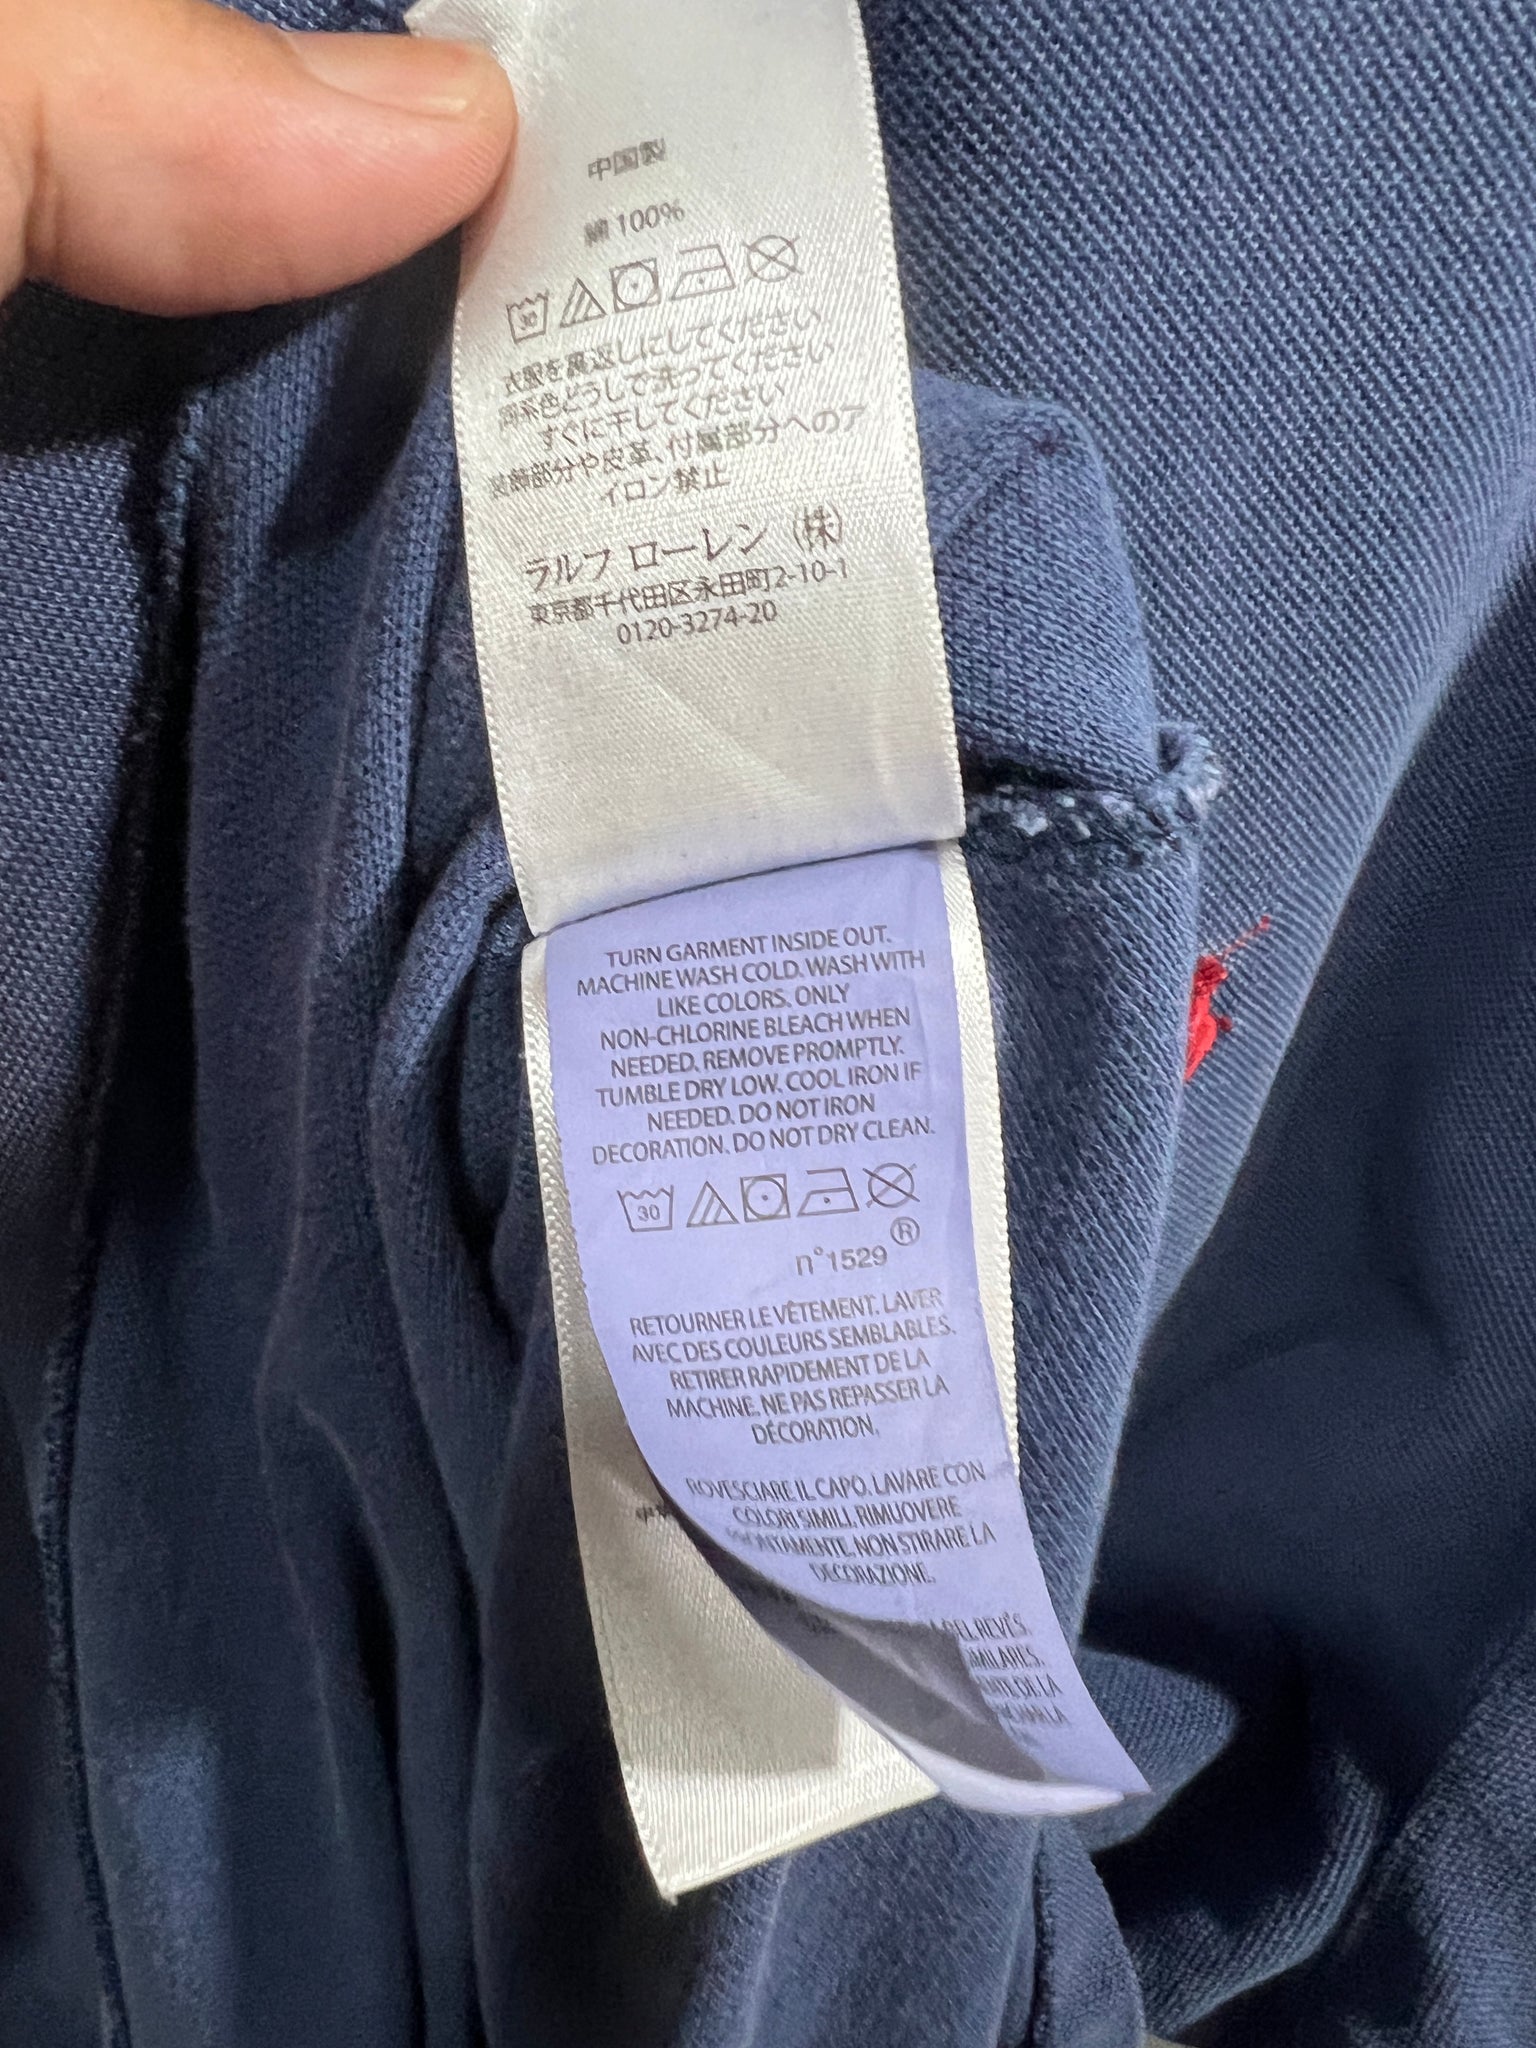 中国製
綿 100%
30
衣服を裏返しにしてください
同系色どうしで洗ってください
すぐに干してください
装飾部分や皮革、付属部分へのア
イロン禁止
ラルフ ローレン (株)
東京都千代田区永田町2-10-1
0120-3274-20
TURN GARMENT INSIDE OUT.
MACHINE WASH COLD. WASH WITH
LIKE COLORS. ONLY
NON-CHLORINE BLEACH WHEN
NEEDED. REMOVE PROMPTLY.
TUMBLE DRY LOW. COOL IRON IF
NEEDED. DO NOT IRON
DECORATION. DO NOT DRY CLEAN.
30
®
n°1529
RETOURNER LE VÊTEMENT. LAVER
AVEC DES COULEURS SEMBLABLES.
RETIRER RAPIDEMENT DE LA
MACHINE. NE PAS REPASSER LA
DÉCORATION.
ROVESCIARE IL CAPO. LAVARE CON
COLORI SIMILI. RIMUOVERE
NON STIRARE LA
DECORAZIONE.
DEL REVÉS.
DE LA
LA